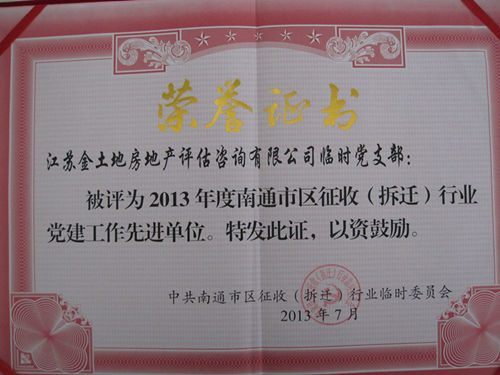 荣誉证书
江苏金土地房地产评估咨询有限公司临时党支部：
被评为2013年度南通市区征收（拆迁）行业
党建工作先进单位。特发此证，以资鼓励。
中共南通市区征收（拆迁）行业临时委员会
2013年7月